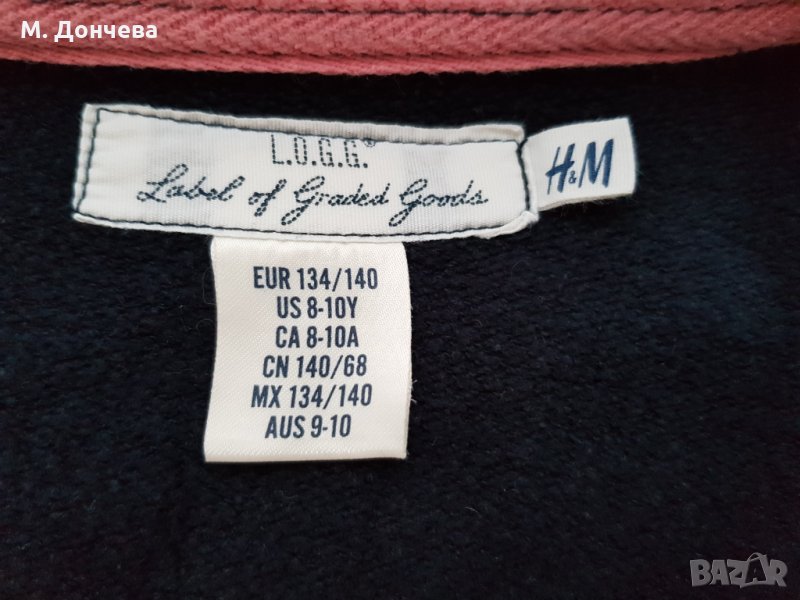 М. Дончева
L.O.G.G.®
Label of Graded Goods
H&M
EUR 134/140
US 8-10Y
CA 8-10A
CN 140/68
MX 134/140
AUS 9-10
BAZAR